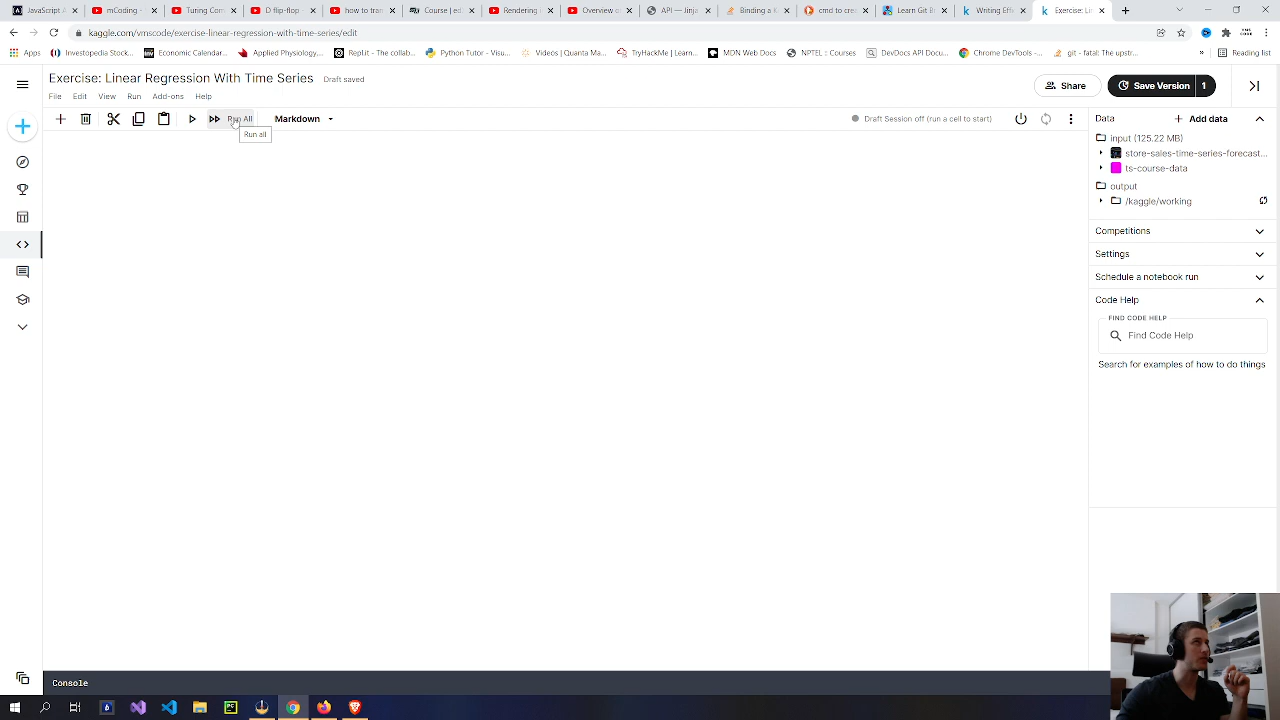 JavaScript A
mCoding -
Turing Com
D flip-flop
how to tran
Course | ed
Rendering
Overview o
API — Inje
Binding a K
cmd to cre
Learn Git B
Writing Effi
Exercise: Lin
kaggle.com/vmscode/exercise-linear-regression-with-time-series/edit
Apps
Investopedia Stock...
Economic Calendar...
Applied Physiology,...
Repl.it - The collab...
Python Tutor - Visu...
Videos | Quanta Ma...
TryHackMe | Learn...
MDN Web Docs
NPTEL :: Courses
DevDocs API Docu...
Chrome DevTools -...
git - fatal: The upstr...
»
Reading list
Exercise: Linear Regression With Time Series
Draft saved
File
Edit
View
Run
Add-ons
Help
Share
Save Version
1
Run All
Markdown
Draft Session off (run a cell to start)
Run all
Data
Add data
input (125.22 MB)
store-sales-time-series-forecast...
ts-course-data
output
/kaggle/working
Competitions
Settings
Schedule a notebook run
Code Help
FIND CODE HELP
Find Code Help
Search for examples of how to do things
Console